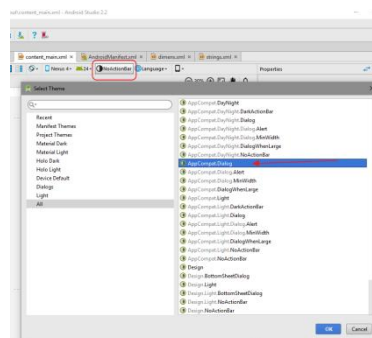 content_main.xml - Android Studio 2.2
content_main.xml × AndroidManifest.xml × dimens.xml × strings.xml ×
Nexus 4 24 NoActionBar Language
Properties
Select Theme
Recent
Manifest Themes
Project Themes
Material Dark
Material Light
Holo Dark
Holo Light
Device Default
Dialogs
Light
All
AppCompat.DayNight
AppCompat.DayNight.DarkActionBar
AppCompat.DayNight.Dialog
AppCompat.DayNight.Dialog.Alert
AppCompat.DayNight.Dialog.MinWidth
AppCompat.DayNight.DialogWhenLarge
AppCompat.DayNight.NoActionBar
AppCompat.Dialog
AppCompat.Dialog.Alert
AppCompat.Dialog.MinWidth
AppCompat.DialogWhenLarge
AppCompat.Light
AppCompat.Light.DarkActionBar
AppCompat.Light.Dialog
AppCompat.Light.Dialog.Alert
AppCompat.Light.Dialog.MinWidth
AppCompat.Light.DialogWhenLarge
AppCompat.Light.NoActionBar
AppCompat.NoActionBar
Design
Design.BottomSheetDialog
Design.Light
Design.Light.BottomSheetDialog
Design.Light.NoActionBar
Design.NoActionBar
OK Cancel